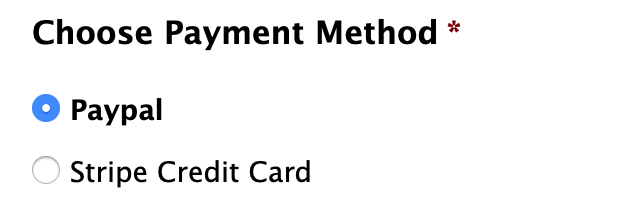 Choose Payment Method *
Paypal
Stripe Credit Card